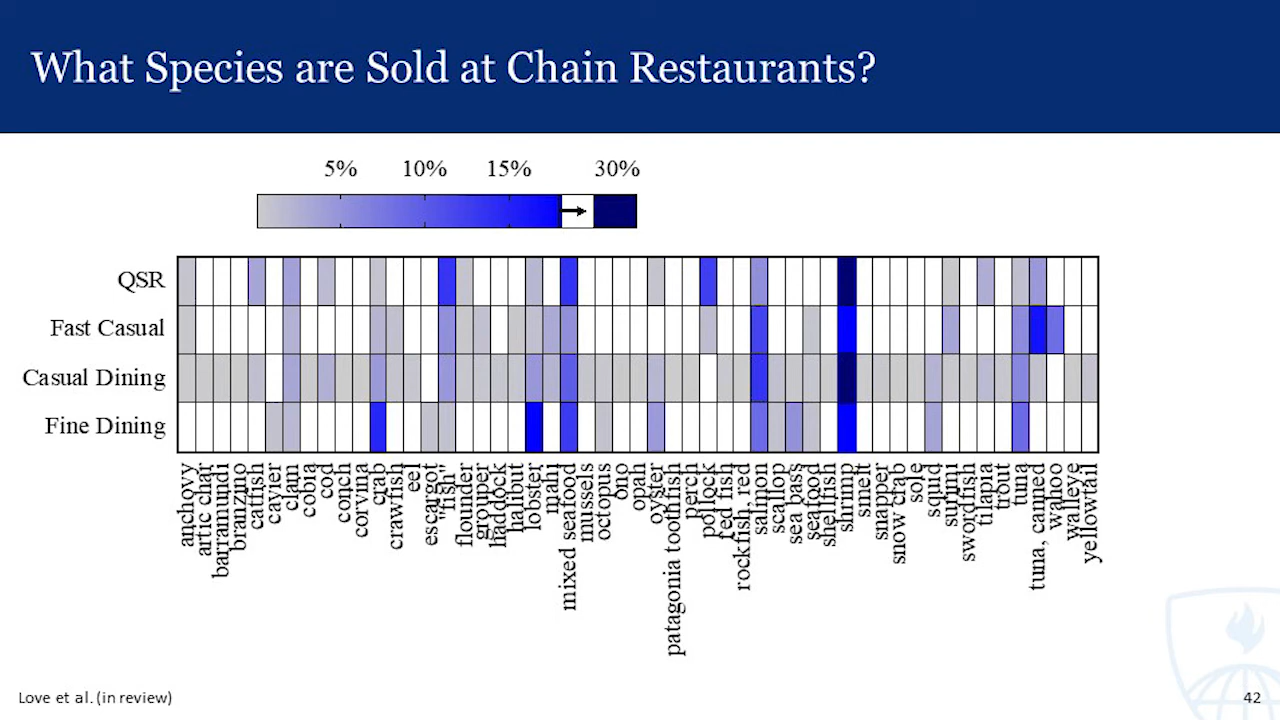 What Species are Sold at Chain Restaurants?
5% 10% 15% 30%
QSR
Fast Casual
Casual Dining
Fine Dining
anchovy
artic char
barramundi
branzino
catfish
cavier
clam
cobia
cod
conch
corvina
crab
crawfish
eel
escargot
"fish"
flounder
grouper
haddock
halibut
lobster
mahi
mixed seafood
mussels
octopus
ono
opah
oyster
patagonia toothfish
perch
pollock
red fish
rockfish, red
salmon
scallop
sea bass
seafood
shellfish
shrimp
smelt
snapper
snow crab
sole
squid
surimi
swordfish
tilapia
trout
tuna
tuna, canned
wahoo
walleye
yellowtail
Love et al. (in review)
42